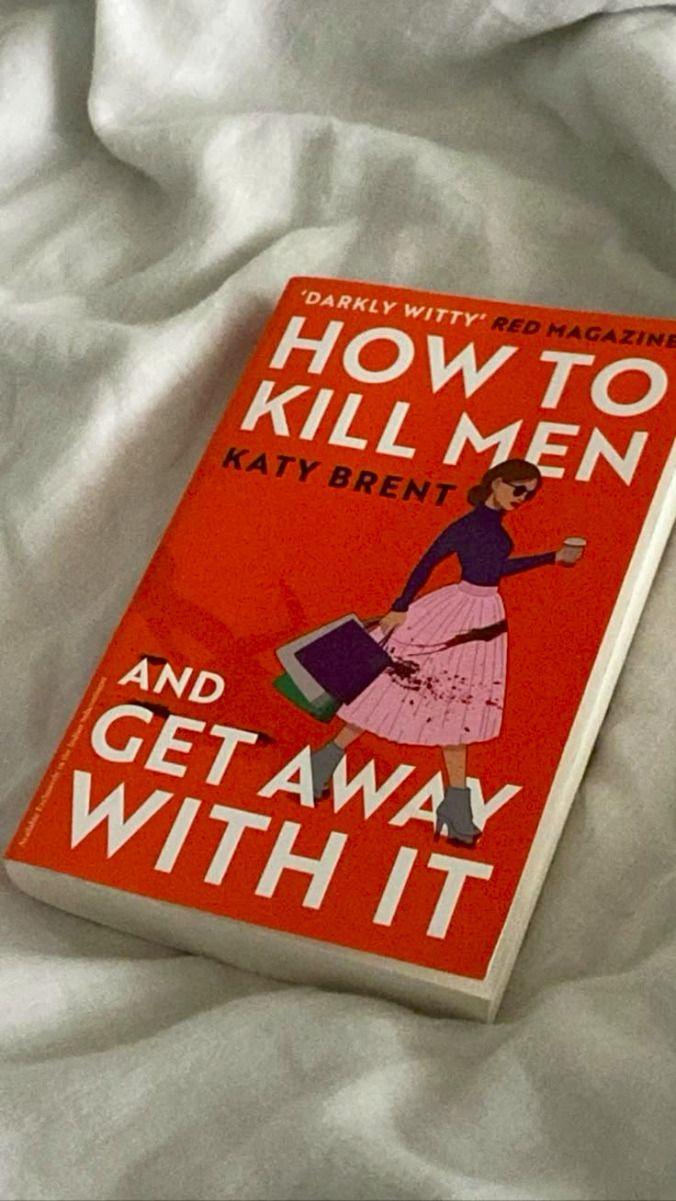 'DARKLY WITTY' RED MAGAZINE
HOW TO
KILL MEN
KATY BRENT
AND
GET AWAY
WITH IT